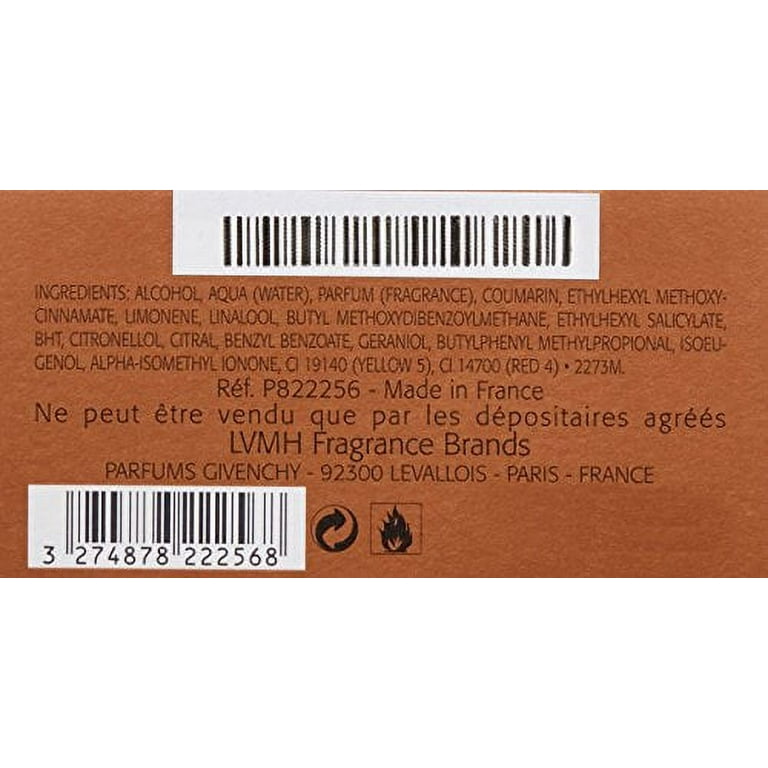 INGREDIENTS: ALCOHOL, AQUA (WATER), PARFUM (FRAGRANCE), COUMARIN, ETHYLHEXYL METHOXY-
CINNAMATE, LIMONENE, LINALOOL, BUTYL METHOXYDIBENZOYLMETHANE, ETHYLHEXYL SALICYLATE,
BHT, CITRONELLOL, CITRAL, BENZYL BENZOATE, GERANIOL, BUTYLPHENYL METHYLPROPIONAL, ISOEU-
GENOL, ALPHA-ISOMETHYL IONONE, CI 19140 (YELLOW 5), CI 14700 (RED 4) • 2273M.
Réf. P822256 - Made in France
Ne peut être vendu que par les dépositaires agréés
LVMH Fragrance Brands
PARFUMS GIVENCHY - 92300 LEVALLOIS - PARIS - FRANCE
3 274878 222568